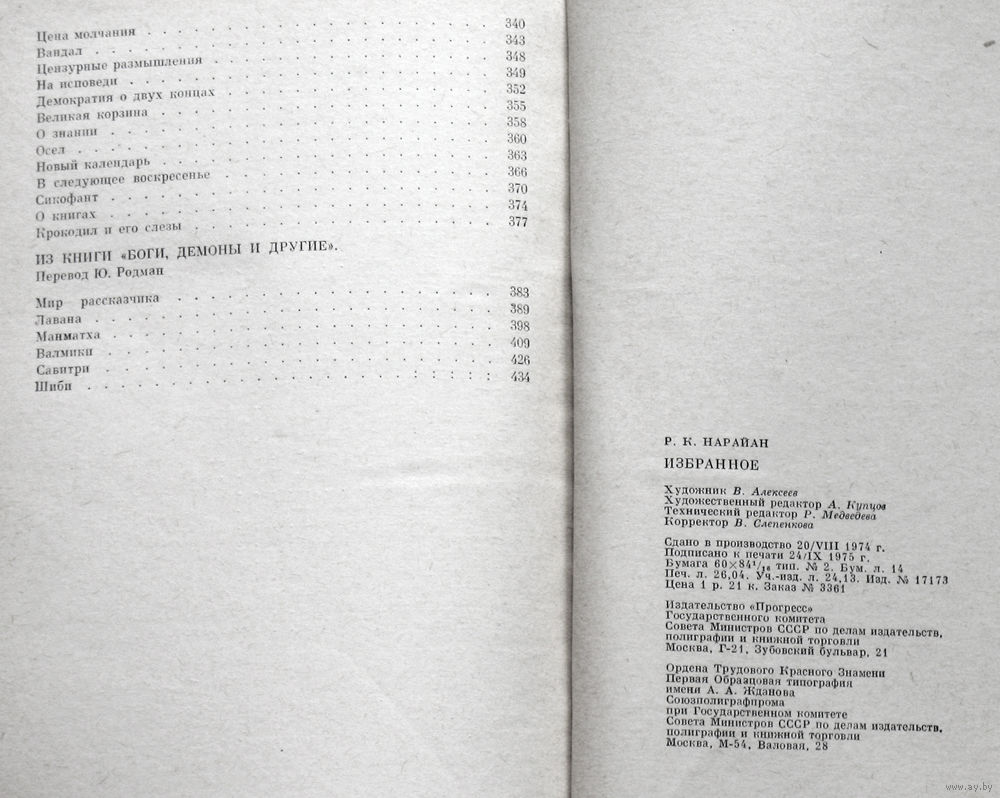 Цена молчания . . . . . . . . . . . . . . . . . . 340
Вандал . . . . . . . . . . . . . . . . . . 343
Цензурные размышления . . . . . . . . . . . . . . . . . . 348
На исповеди . . . . . . . . . . . . . . . . . . 349
Демократия о двух концах . . . . . . . . . . . . . . . . . . 352
Великая корзина . . . . . . . . . . . . . . . . . . 355
О знании . . . . . . . . . . . . . . . . . . 358
Осел . . . . . . . . . . . . . . . . . . 360
Новый календарь . . . . . . . . . . . . . . . . . . 363
В следующее воскресенье . . . . . . . . . . . . . . . . . . 366
Сикофант . . . . . . . . . . . . . . . . . . 370
О книгах . . . . . . . . . . . . . . . . . . 374
Крокодил и его слезы . . . . . . . . . . . . . . . . . . 377
ИЗ КНИГИ «БОГИ, ДЕМОНЫ И ДРУГИЕ».
Перевод Ю. Родман
Мир рассказчика . . . . . . . . . . . . . . . . . . 383
Лавана . . . . . . . . . . . . . . . . . . 389
Манматха . . . . . . . . . . . . . . . . . . 398
Валмики . . . . . . . . . . . . . . . . . . 409
Савитри . . . . . . . . . . . . . . . . . . 426
Шиби . . . . . . . . . . . . . . . . . . 434
Р. К. НАРАЙАН
ИЗБРАННОЕ
Художник В. Алексеев
Художественный редактор А. Купцов
Технический редактор Р. Медведева
Корректор В. Слепенкова
Сдано в производство 20/VIII 1974 г.
Подписано к печати 24/IX 1975 г.
Бумага 60×84¹/₁₆ тип. № 2. Бум. л. 14
Печ. л. 26,04. Уч.-изд. л. 24,13. Изд. № 17173
Цена 1 р. 21 к. Заказ № 3361
Издательство «Прогресс»
Государственного комитета
Совета Министров СССР по делам издательств,
полиграфии и книжной торговли
Москва, Г-21, Зубовский бульвар, 21
Ордена Трудового Красного Знамени
Первая Образцовая типография
имени А. А. Жданова
Союзполиграфпрома
при Государственном комитете
Совета Министров СССР по делам издательств,
полиграфии и книжной торговли
Москва, М-54, Валовая, 28
www.ay.by